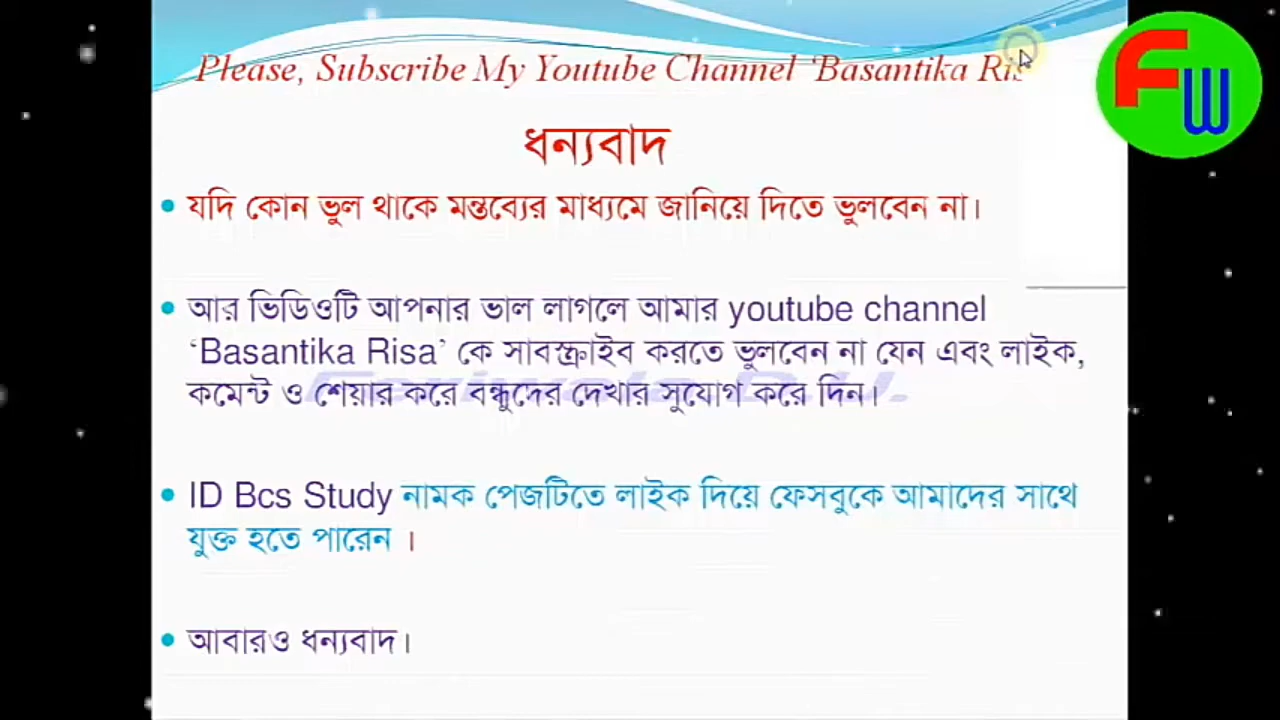 Please, Subscribe My Youtube Channel ‘Basantika Ris
FW
ধন্যবাদ
যদি কোন ভুল থাকে মন্তব্যের মাধ্যমে জানিয়ে দিতে ভুলবেন না।
আর ভিডিওটি আপনার ভাল লাগলে আমার youtube channel
‘Basantika Risa’ কে সাবস্ক্রাইব করতে ভুলবেন না যেন এবং লাইক,
কমেন্ট ও শেয়ার করে বন্ধুদের দেখার সুযোগ করে দিন।
ID Bcs Study নামক পেজটিতে লাইক দিয়ে ফেসবুকে আমাদের সাথে
যুক্ত হতে পারেন ।
আবারও ধন্যবাদ।